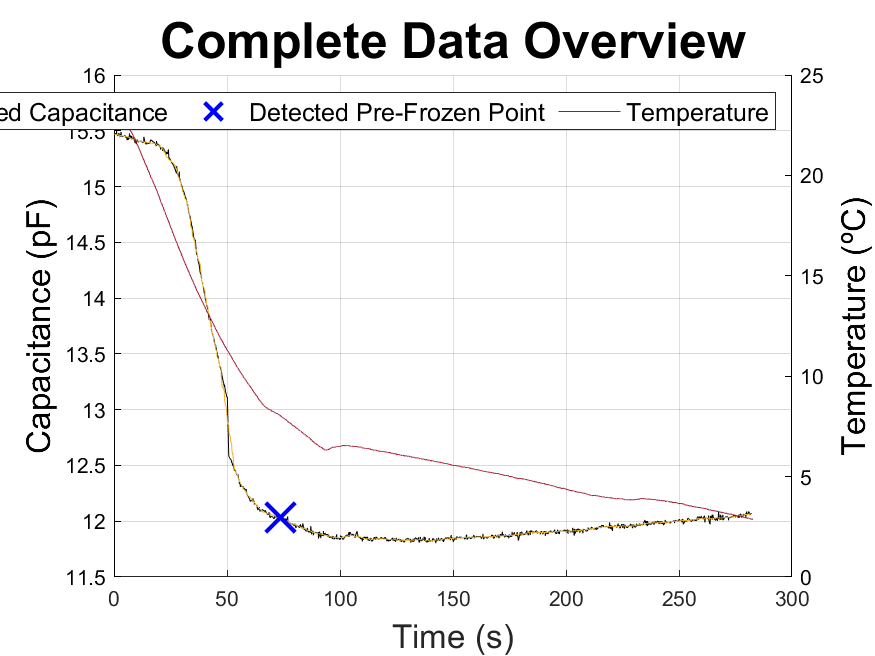 Complete Data Overview
ed Capacitance Detected Pre-Frozen Point Temperature
Capacitance (pF)
16
15.5
15
14.5
14
13.5
13
12.5
12
11.5
25
20
15
10
5
0
Temperature (ºC)
0 50 100 150 200 250 300
Time (s)